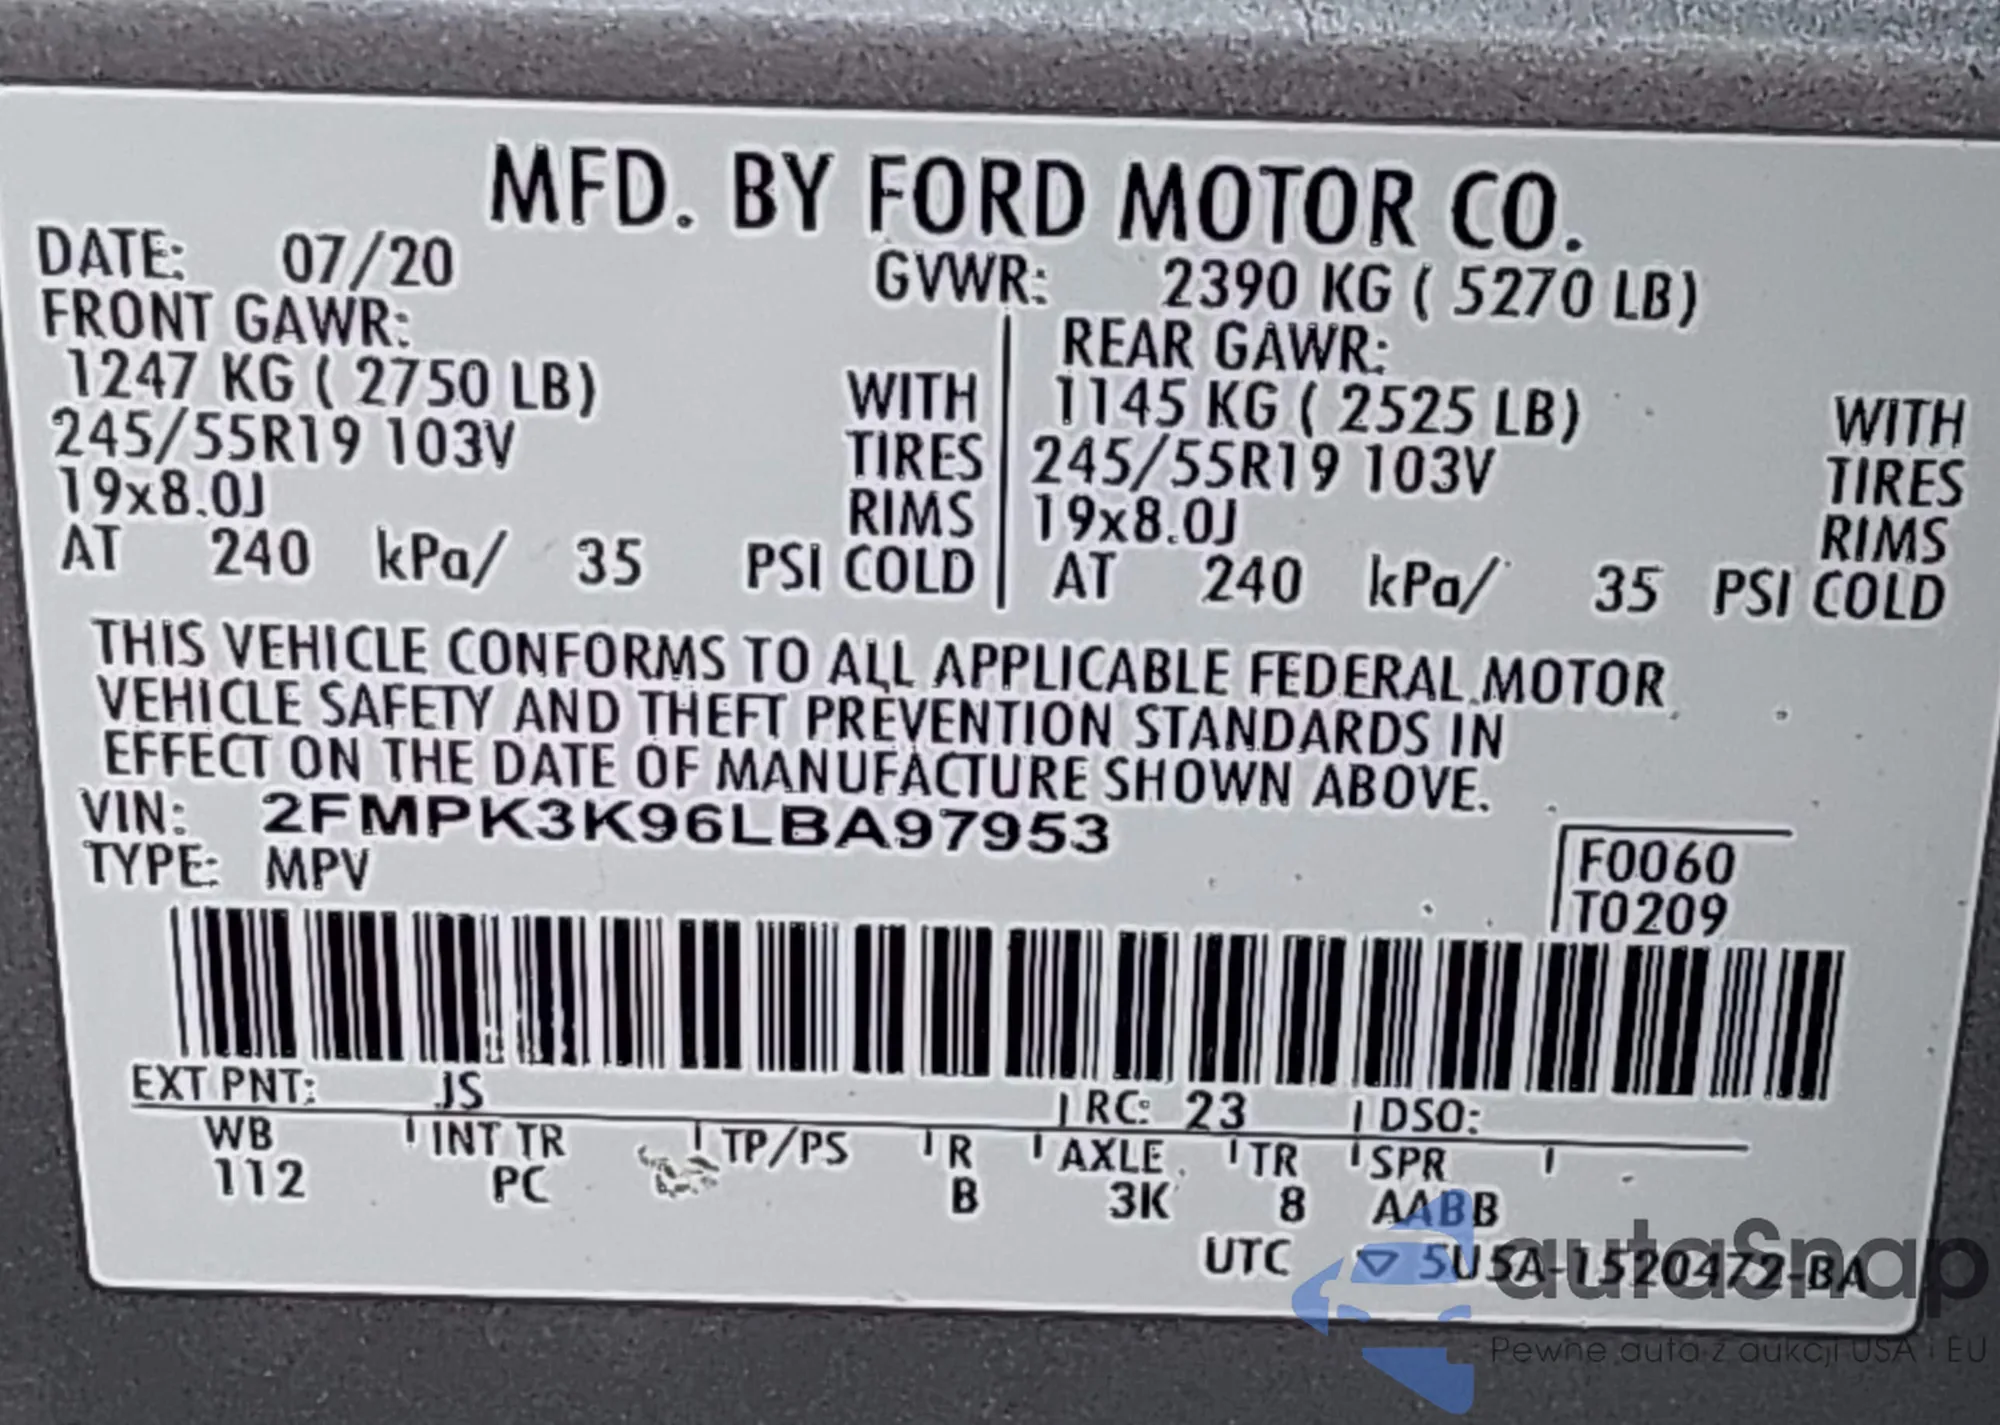 MFD. BY FORD MOTOR CO.
DATE: 07/20 GVWR: 2390 KG ( 5270 LB)
FRONT GAWR: REAR GAWR:
1247 KG ( 2750 LB) WITH 1145 KG ( 2525 LB) WITH
245/55R19 103V TIRES 245/55R19 103V TIRES
19x8.0J RIMS 19x8.0J RIMS
AT 240 kPa/ 35 PSI COLD AT 240 kPa/ 35 PSI COLD
THIS VEHICLE CONFORMS TO ALL APPLICABLE FEDERAL MOTOR
VEHICLE SAFETY AND THEFT PREVENTION STANDARDS IN
EFFECT ON THE DATE OF MANUFACTURE SHOWN ABOVE.
VIN: 2FMPK3K96LBA97953
TYPE: MPV
F0060
T0209
EXT PNT: JS RC: 23 DSO:
WB INT TR TP/PS R AXLE TR SPR
112 PC B 3K 8 AABB
UTC ▽ 5U5A-1520472-BA
autaSnap
Pewne auta z aukcji USA i EU